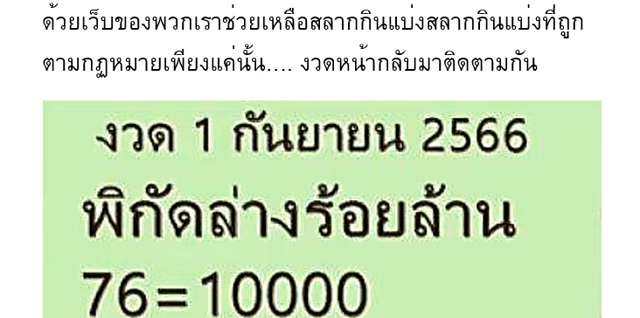 ด้วยเว็บของพวกเราช่วยเหลือสลากกินแบ่งสลากกินแบ่งที่ถูก
ตามกฏหมายเพียงแค่นั้น.... งวดหน้ากลับมาติดตามกัน
งวด 1 กันยายน 2566
พิกัดล่างร้อยล้าน
76=10000